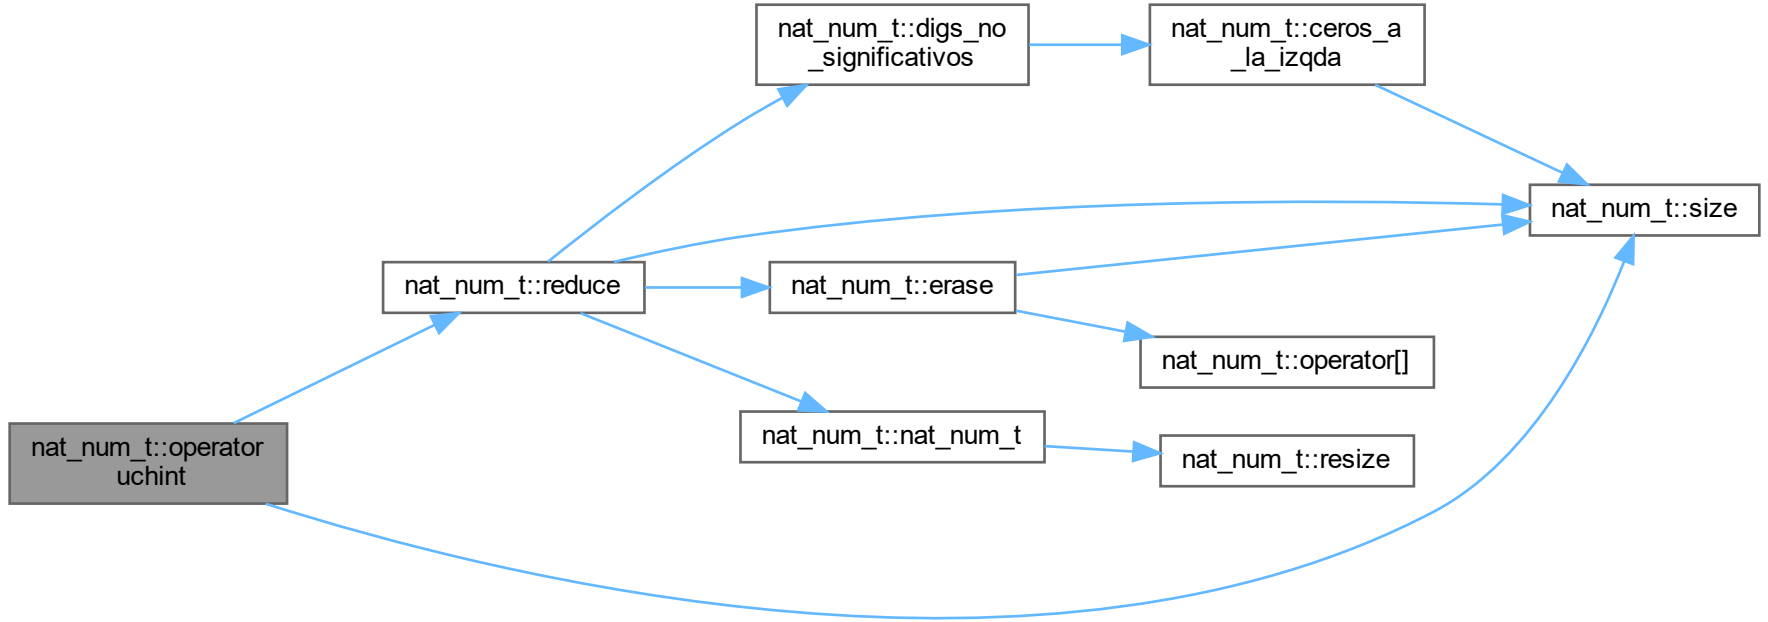 nat_num_t::digs_no
_significativos
nat_num_t::ceros_a
_la_izqda
nat_num_t::size
nat_num_t::reduce
nat_num_t::erase
nat_num_t::operator[]
nat_num_t::nat_num_t
nat_num_t::resize
nat_num_t::operator
uchint